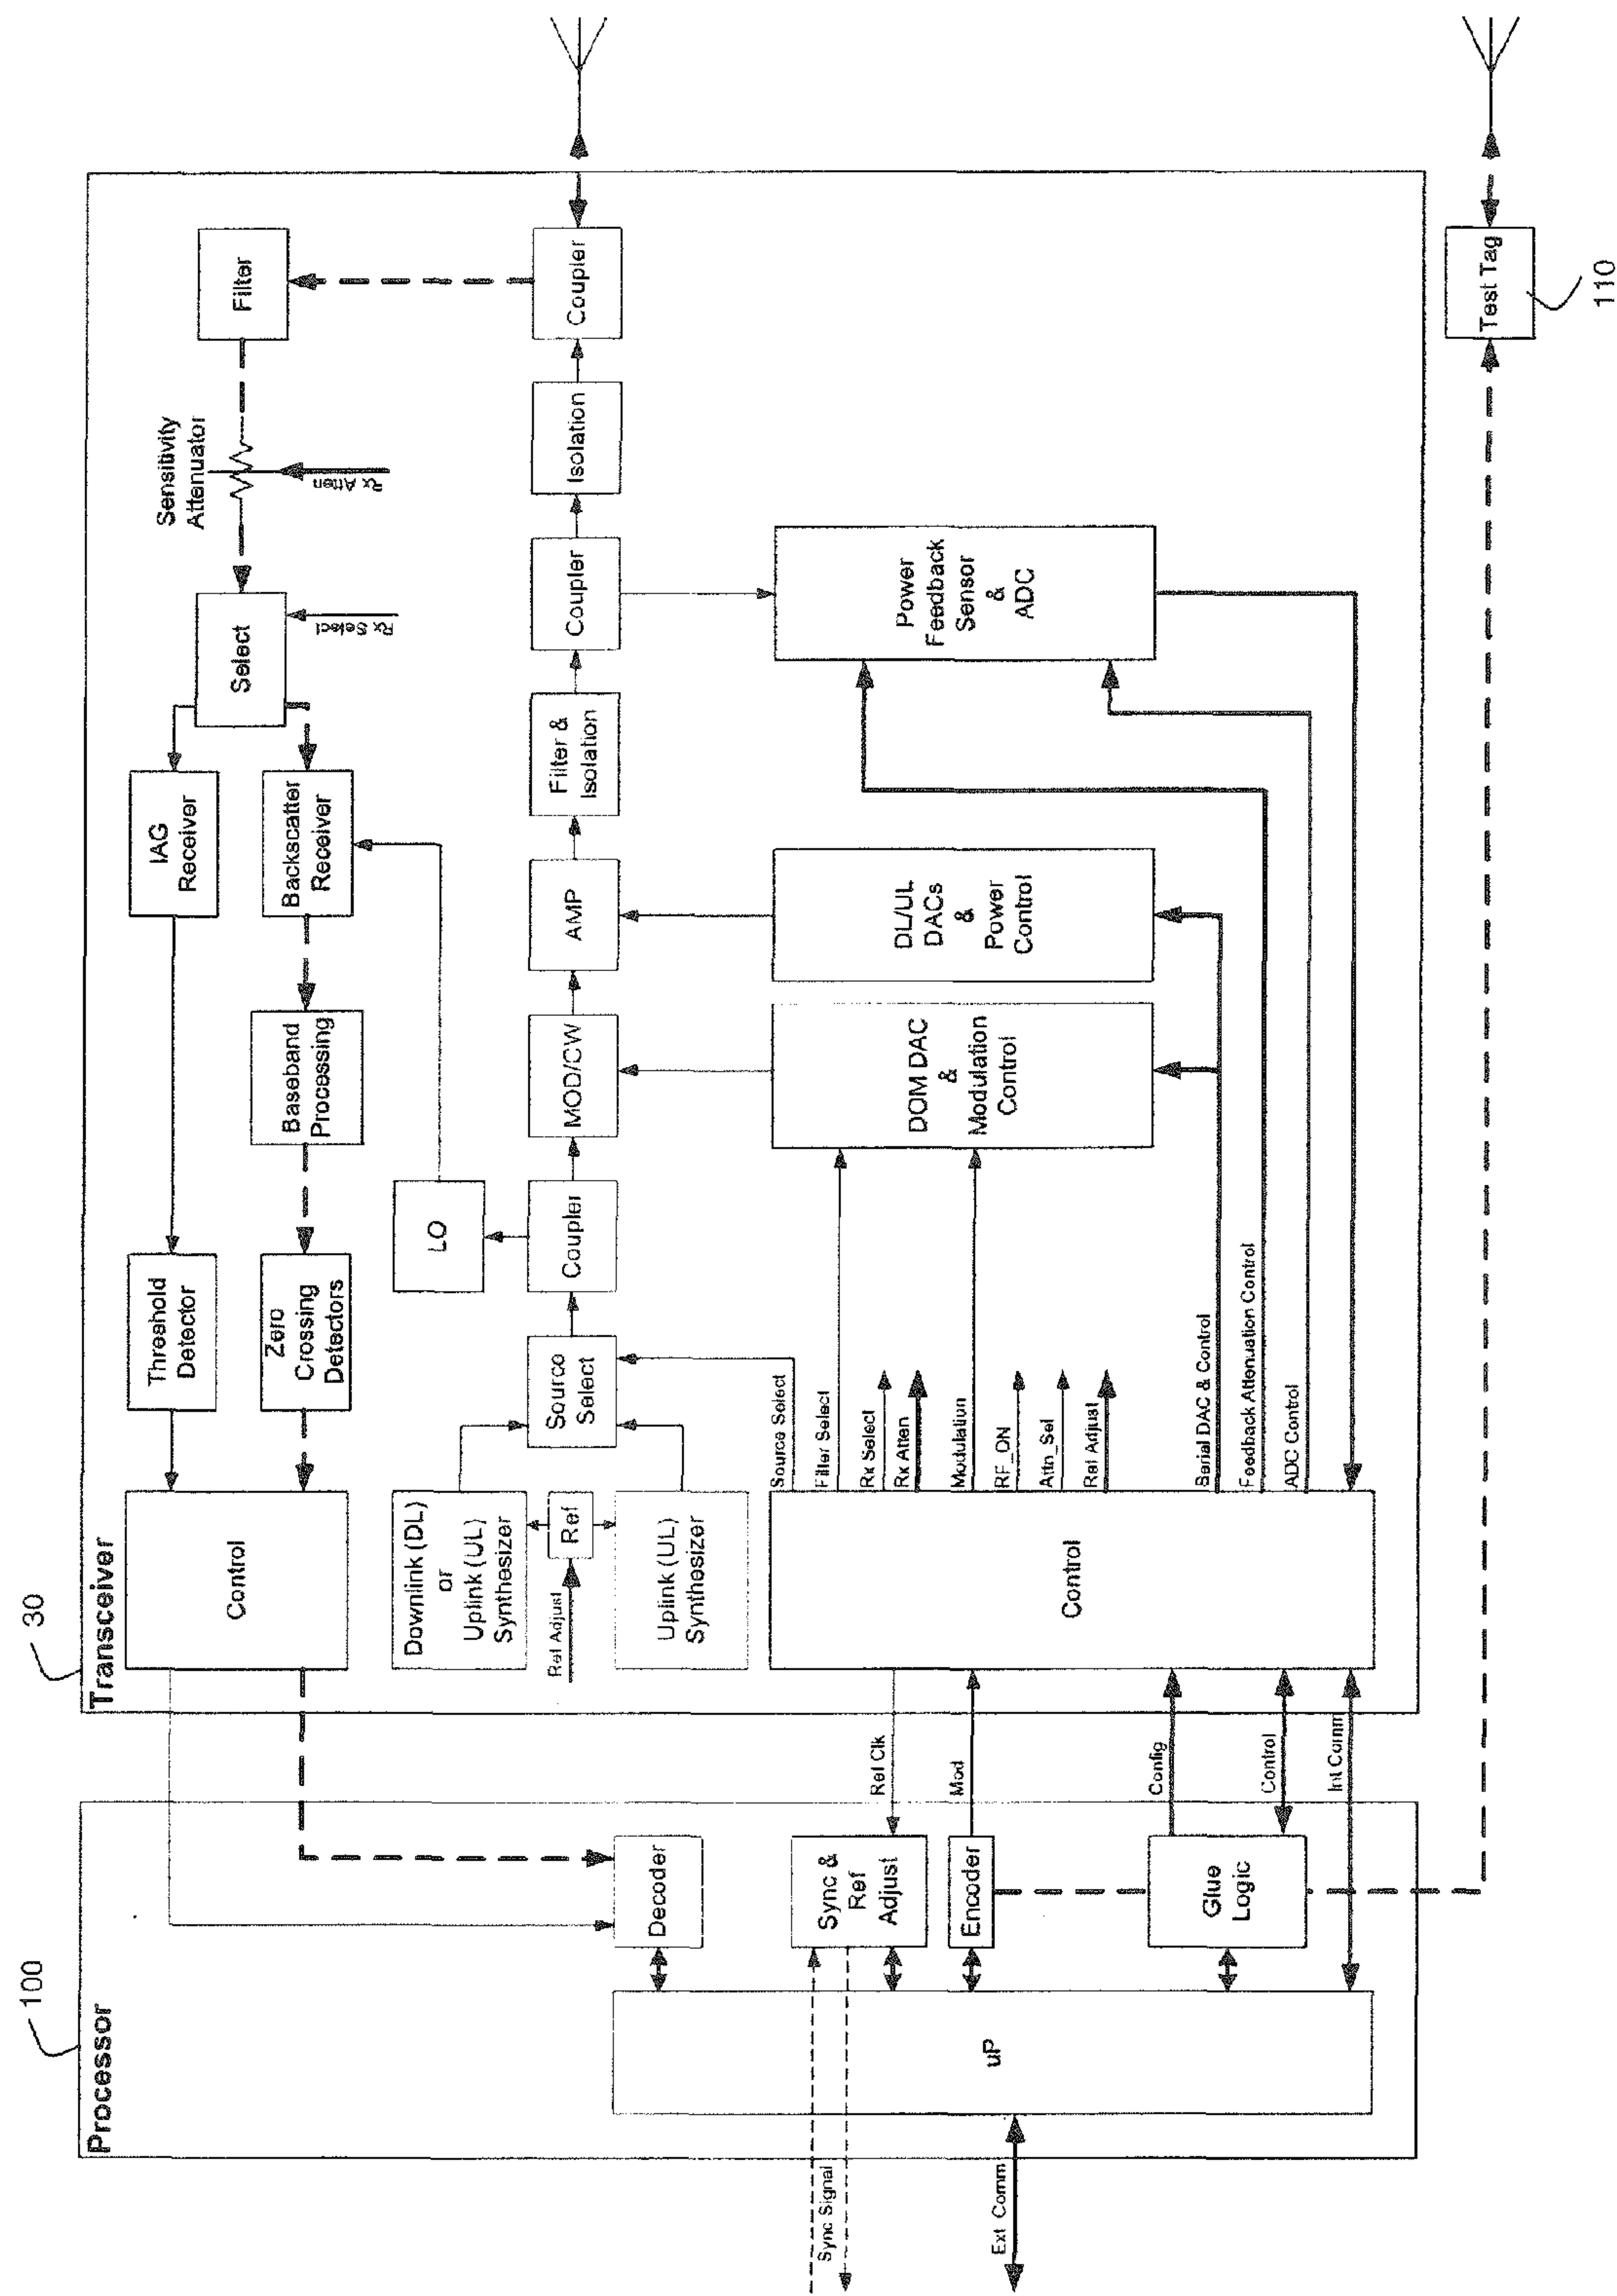 100
Processor
uP
Ext Comm
Sync Signal
Decoder
Sync &
Ref
Adjust
Encoder
Glue
Logic
Ref Clk
Mod
Config
Control
Int Comm
30
Transceiver
Control
Downlink (DL)
or
Uplink (UL)
Synthesizer
Ref Adjust
Ref
Uplink (UL)
Synthesizer
Control
Source Select
Filter Select
Rx Select
Rx Atten
Modulation
RF_ON
Attn_Sel
Ref Adjust
Serial DAC & Control
Feedback Attenuation Control
ADC Control
Threshold
Detector
Zero
Crossing
Detectors
Source
Select
LO
Coupler
Baseband
Processing
MOD/CW
DOM DAC
&
Modulation
Control
IAG
Receiver
Backscatter
Receiver
AMP
DL/UL
DACs
&
Power
Control
Select
Rx Select
Filter &
Isolation
Coupler
Power
Feedback
Sensor
&
ADC
Sensitivity
Attenuator
Rx Atten
Isolation
Filter
Coupler
Test Tag
110